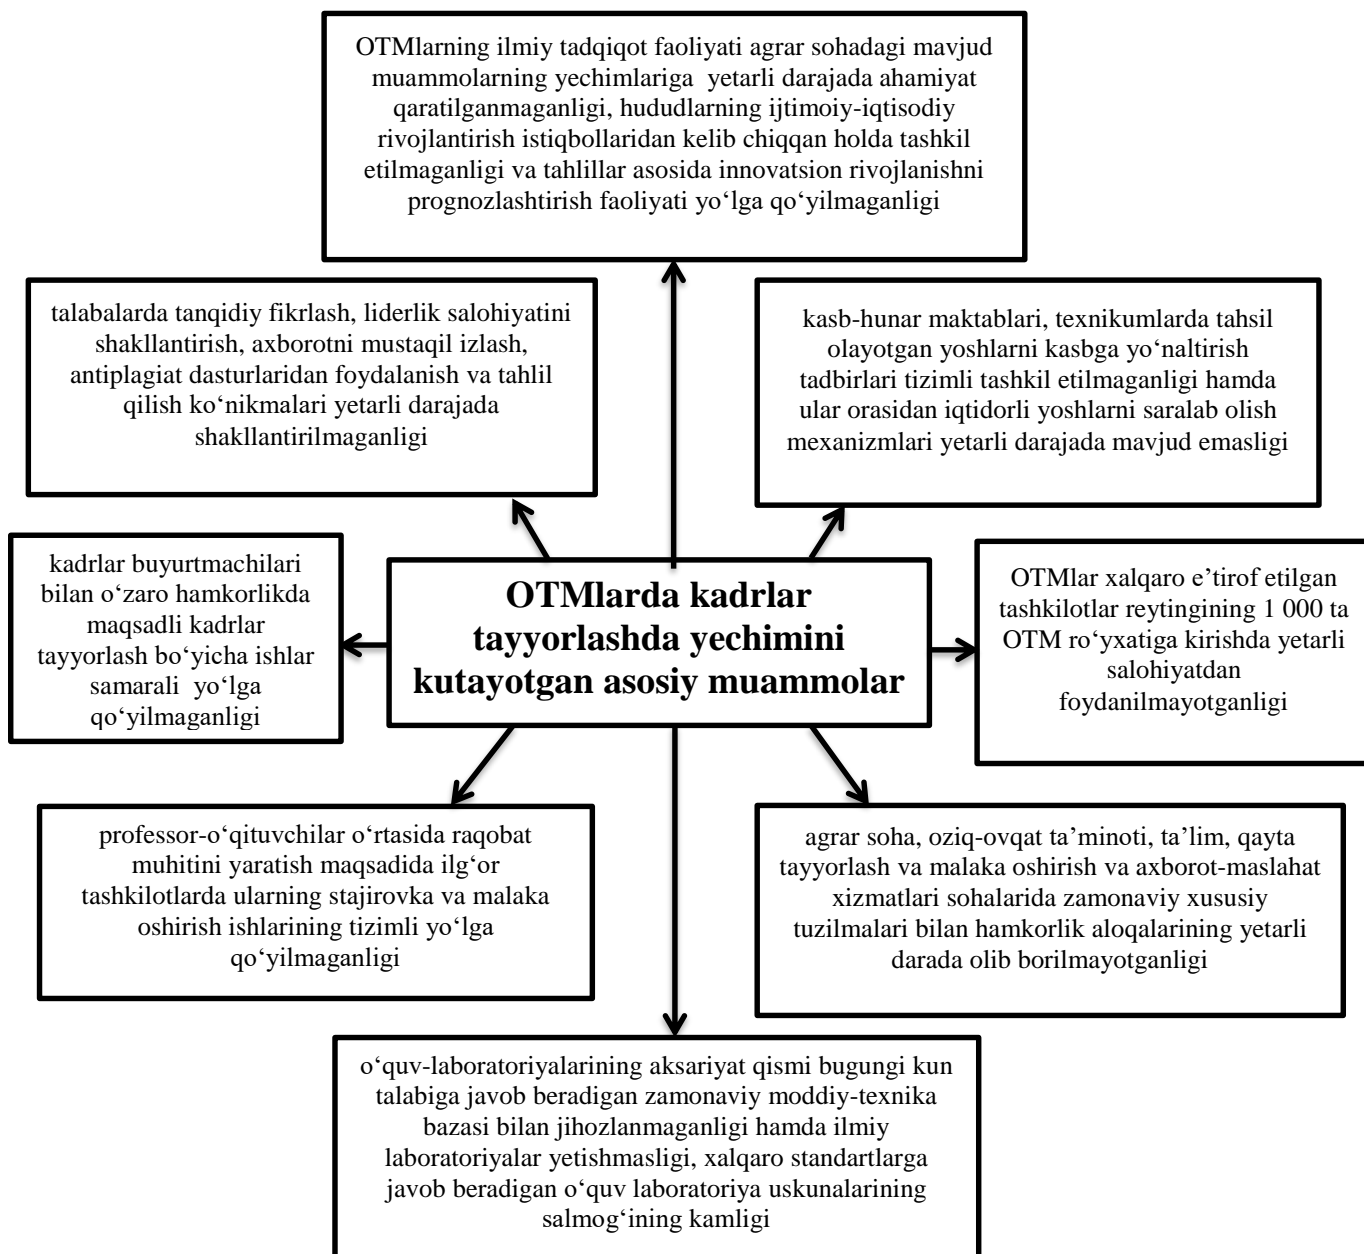 OTMlarning ilmiy tadqiqot faoliyati agrar sohadagi mavjud
muammolarning yechimlariga yetarli darajada ahamiyat
qaratilganmaganligi, hududlarning ijtimoiy-iqtisodiy
rivojlantirish istiqbollaridan kelib chiqqan holda tashkil
etilmaganligi va tahlillar asosida innovatsion rivojlanishni
prognozlashtirish faoliyati yo‘lga qo‘yilmaganligi
talabalarda tanqidiy fikrlash, liderlik salohiyatini
shakllantirish, axborotni mustaqil izlash,
antiplagiat dasturlaridan foydalanish va tahlil
qilish ko‘nikmalari yetarli darajada
shakllantirilmaganligi
kasb-hunar maktablari, texnikumlarda tahsil
olayotgan yoshlarni kasbga yo‘naltirish
tadbirlari tizimli tashkil etilmaganligi hamda
ular orasidan iqtidorli yoshlarni saralab olish
mexanizmlari yetarli darajada mavjud emasligi
kadrlar buyurtmachilari
bilan o‘zaro hamkorlikda
maqsadli kadrlar
tayyorlash bo‘yicha ishlar
samarali yo‘lga
qo‘yilmaganligi
OTMlarda kadrlar
tayyorlashda yechimini
kutayotgan asosiy muammolar
OTMlar xalqaro e’tirof etilgan
tashkilotlar reytingining 1 000 ta
OTM ro‘yxatiga kirishda yetarli
salohiyatdan
foydanilmayotganligi
professor-o‘qituvchilar o‘rtasida raqobat
muhitini yaratish maqsadida ilg‘or
tashkilotlarda ularning stajirovka va malaka
oshirish ishlarining tizimli yo‘lga
qo‘yilmaganligi
agrar soha, oziq-ovqat ta’minoti, ta’lim, qayta
tayyorlash va malaka oshirish va axborot-maslahat
xizmatlari sohalarida zamonaviy xususiy
tuzilmalari bilan hamkorlik aloqalarining yetarli
darada olib borilmayotganligi
o‘quv-laboratoriyalarining aksariyat qismi bugungi kun
talabiga javob beradigan zamonaviy moddiy-texnika
bazasi bilan jihozlanmaganligi hamda ilmiy
laboratoriyalar yetishmasligi, xalqaro standartlarga
javob beradigan o‘quv laboratoriya uskunalarining
salmog‘ining kamligi